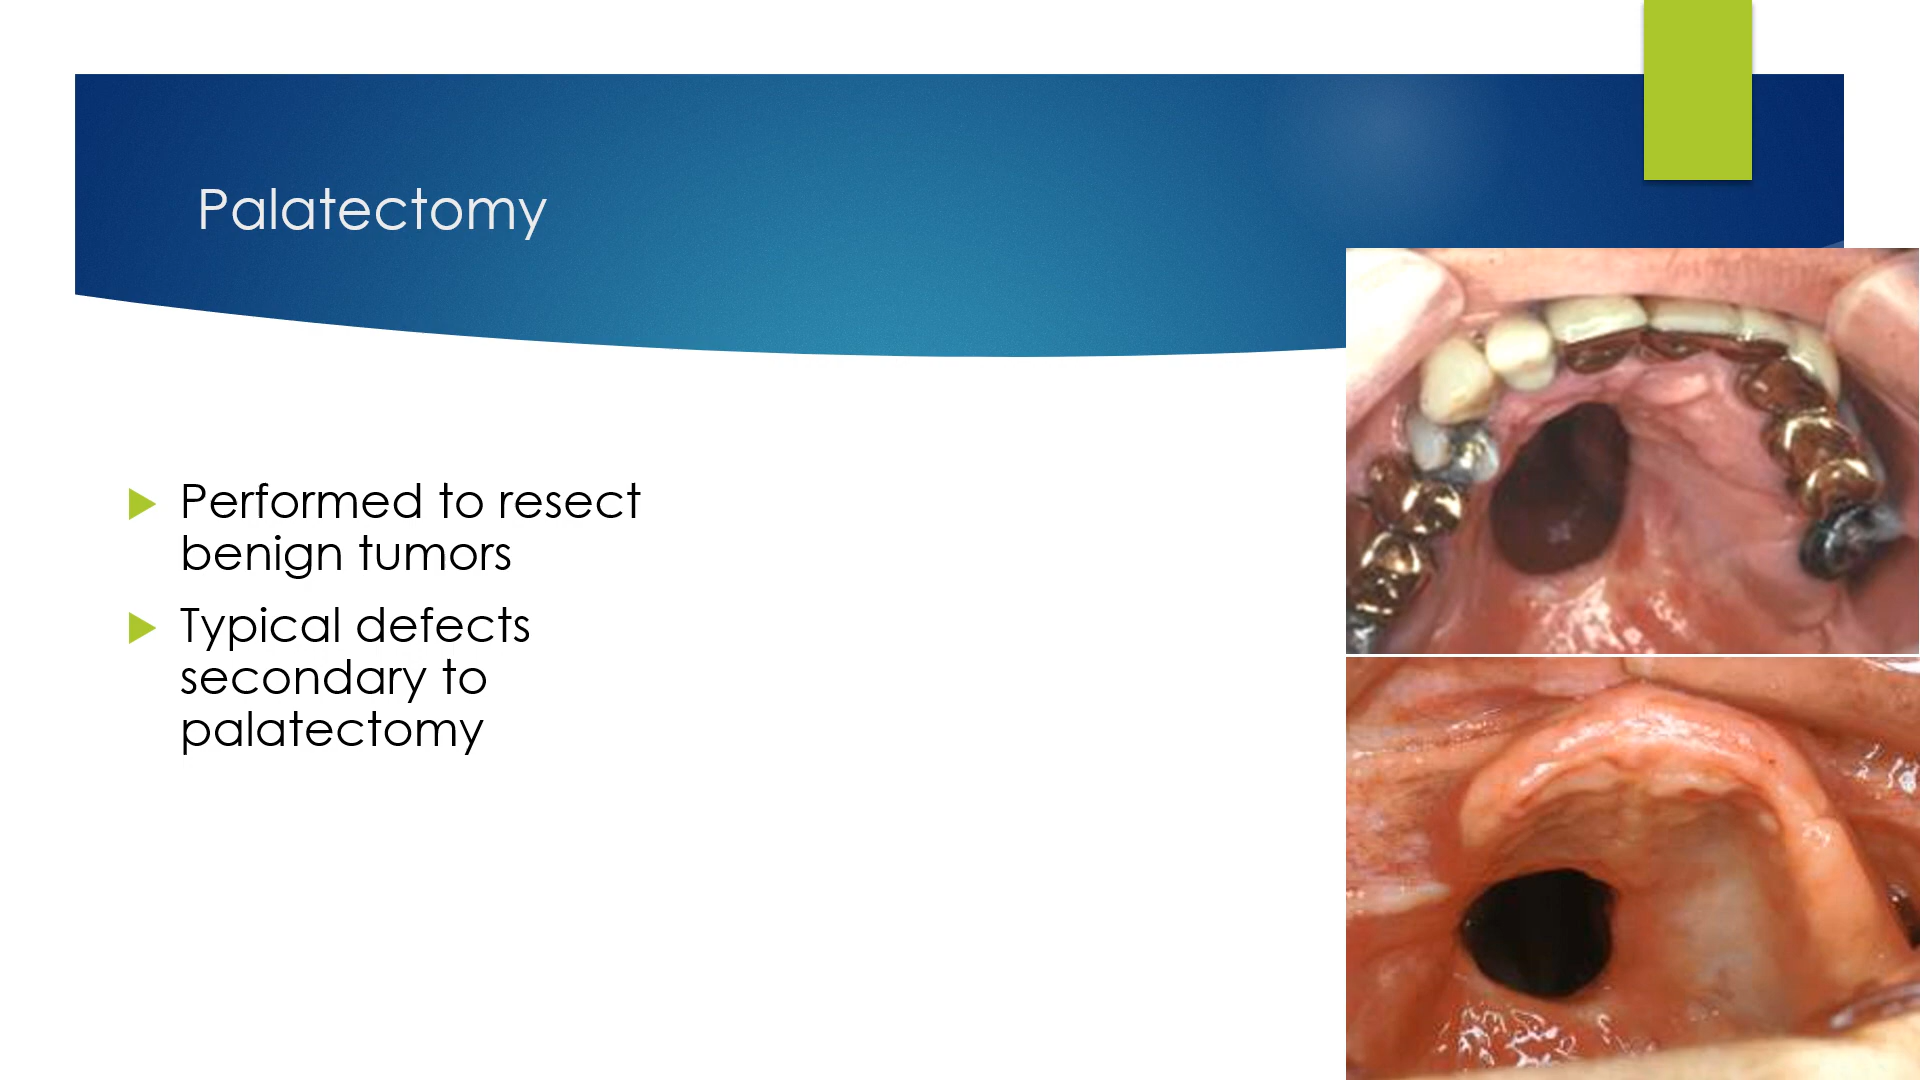 Palatectomy
Performed to resect
benign tumors
Typical defects
secondary to
palatectomy